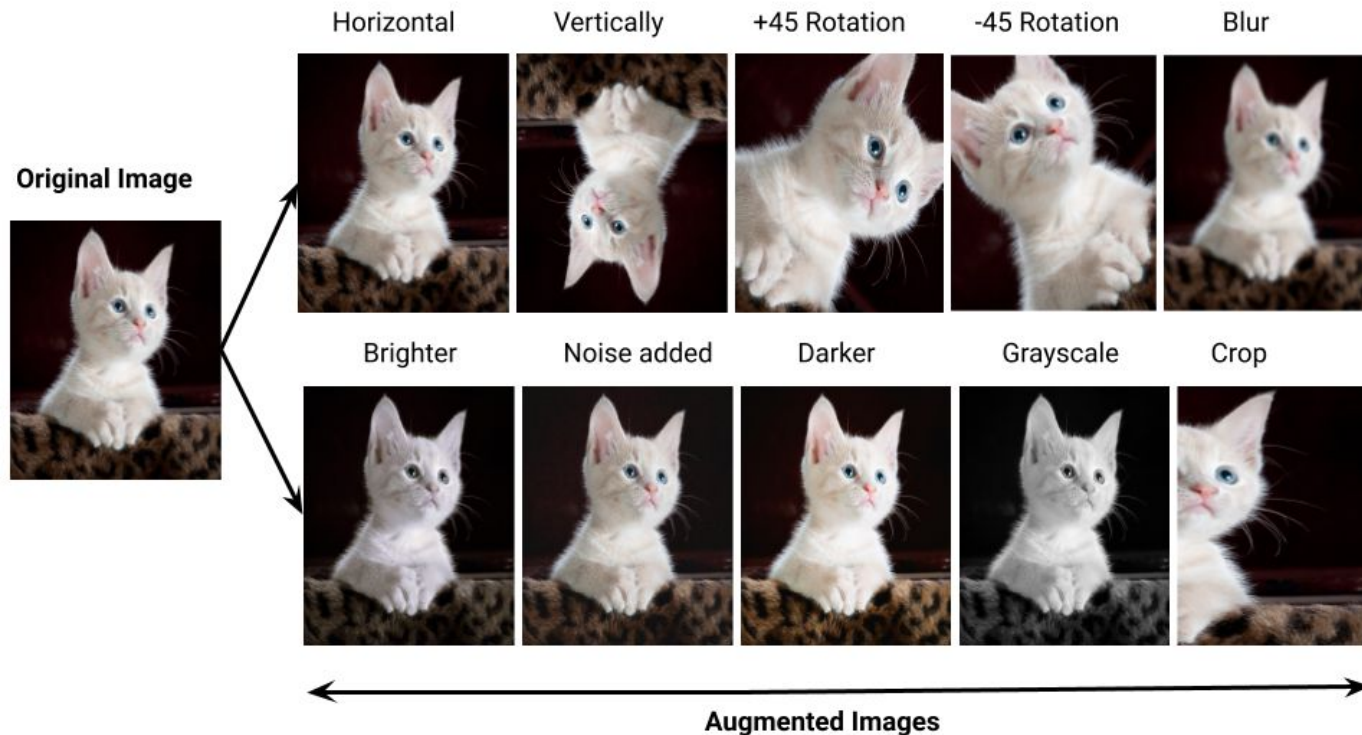 Horizontal
Vertically
+45 Rotation
-45 Rotation
Blur
Original Image
Brighter
Noise added
Darker
Grayscale
Crop
Augmented Images